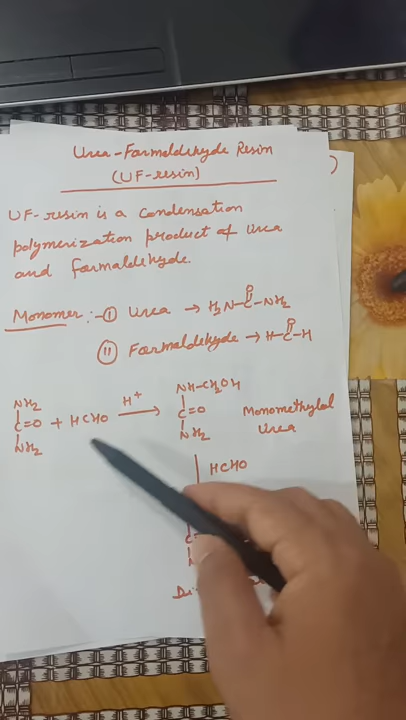 Urea-Formaldehyde Resin
(UF-resin)
UF-resin is a condensation
polymerization product of Urea
and formaldehyde.
Monomer :- (I) Urea → H₂N-C-NH₂
O
(II) Formaldehyde → H-C-H
O
NH₂
C=O + HCHO
NH₂
H⁺
NH-CH₂OH
C=O
NH₂
Monomethylol
Urea
HCHO
C
Di